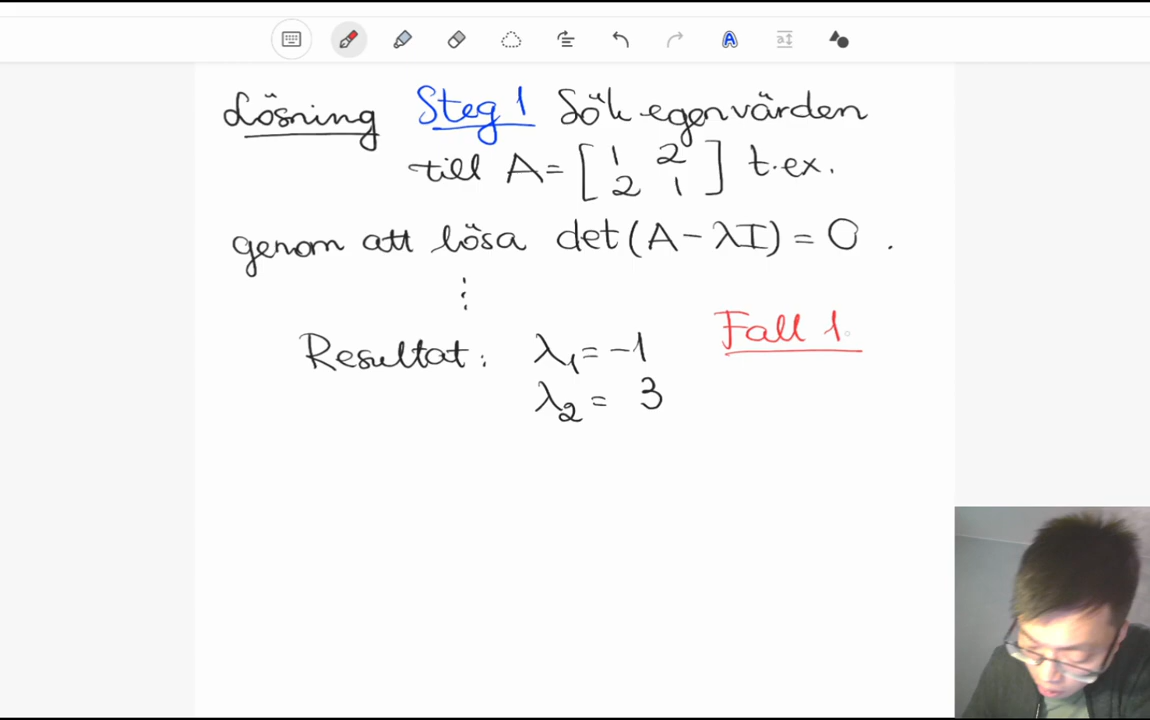 Lösning Steg 1 Sök egenvärden
till A = [ 1 2
2 1 ] t.ex.
genom att lösa det(A - λI) = 0 .
⋮
Resultat: λ₁ = -1 Fall 1
λ₂ = 3